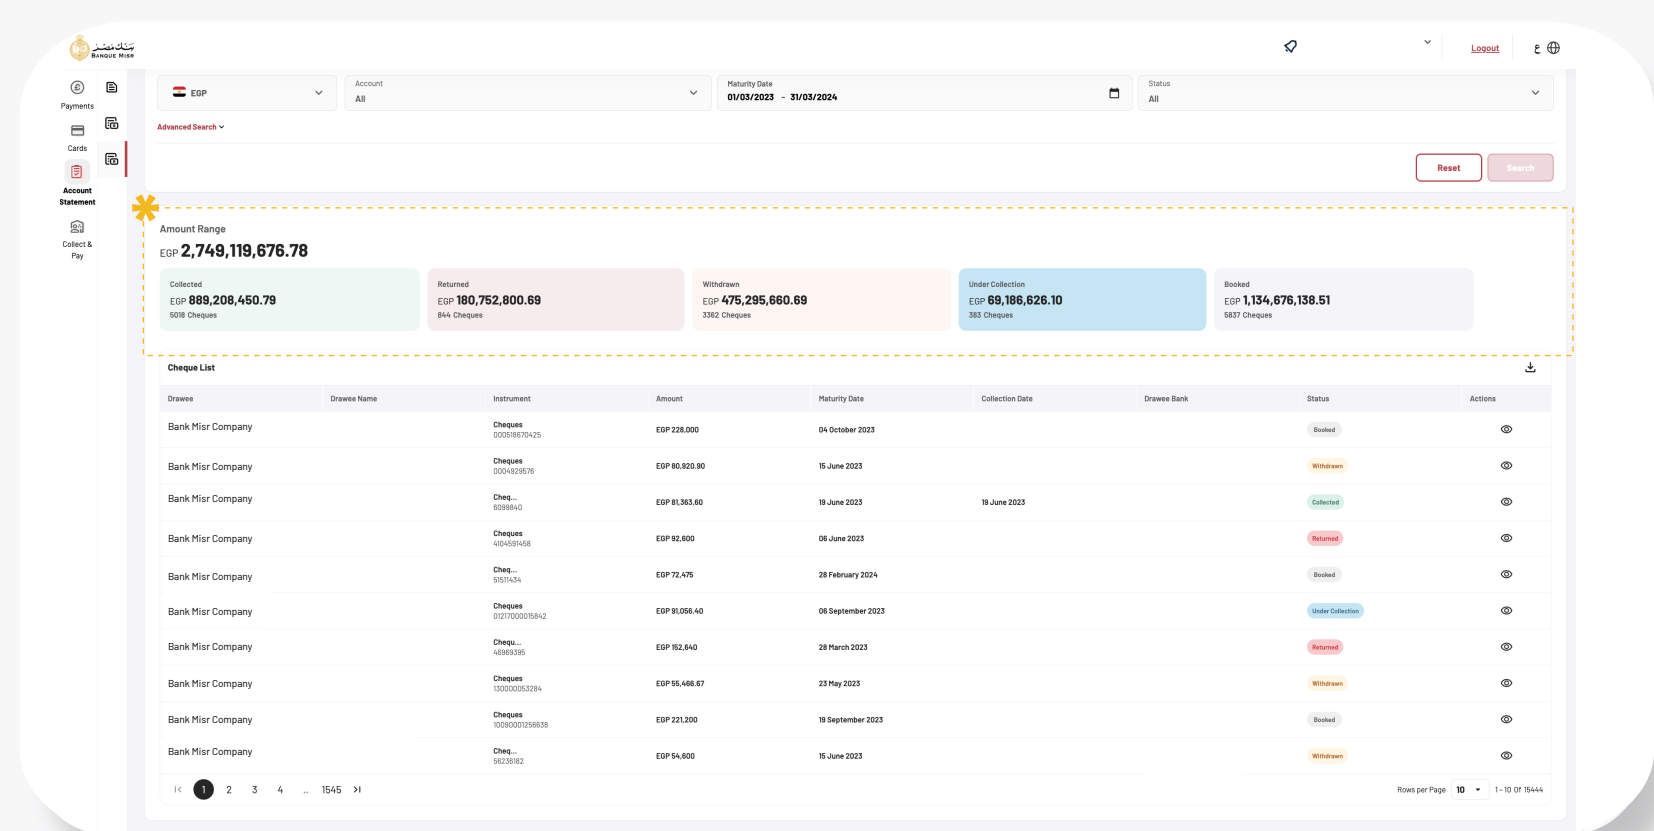 بنك مصر
BANQUE MISR
Logout
ع
Payments
Cards
Account
Statement
Collect &
Pay
EGP
Account
All
Maturity Date
01/03/2023 - 31/03/2024
Status
All
Advanced Search
Reset
Search
Amount Range
EGP 2,749,119,676.78
Collected
EGP 889,208,450.79
5018 Cheques
Returned
EGP 180,752,800.69
844 Cheques
Withdrawn
EGP 475,295,660.69
3362 Cheques
Under Collection
EGP 69,186,626.10
383 Cheques
Booked
EGP 1,134,676,138.51
5837 Cheques
Cheque List
Drawee Drawee Name Instrument Amount Maturity Date Collection Date Drawee Bank Status Actions
Bank Misr Company Cheques EGP 228,000 04 October 2023 Booked
000518670425
Bank Misr Company Cheques EGP 80,920.90 15 June 2023 Withdrawn
0004929576
Bank Misr Company Cheq... EGP 81,363.60 19 June 2023 19 June 2023 Collected
6099840
Bank Misr Company Cheques EGP 92,600 06 June 2023 Returned
4104591458
Bank Misr Company Cheq... EGP 72,475 28 February 2024 Booked
51511434
Bank Misr Company Cheques EGP 91,056.40 06 September 2023 Under Collection
01217000015842
Bank Misr Company Chequ... EGP 152,640 28 March 2023 Returned
46969395
Bank Misr Company Cheques EGP 55,466.67 23 May 2023 Withdrawn
130000053284
Bank Misr Company Cheques EGP 221,200 19 September 2023 Booked
10090001256638
Bank Misr Company Cheq... EGP 54,600 15 June 2023 Withdrawn
56236182
1 2 3 4 ... 1545
Rows per Page 10 1 - 10 Of 15444